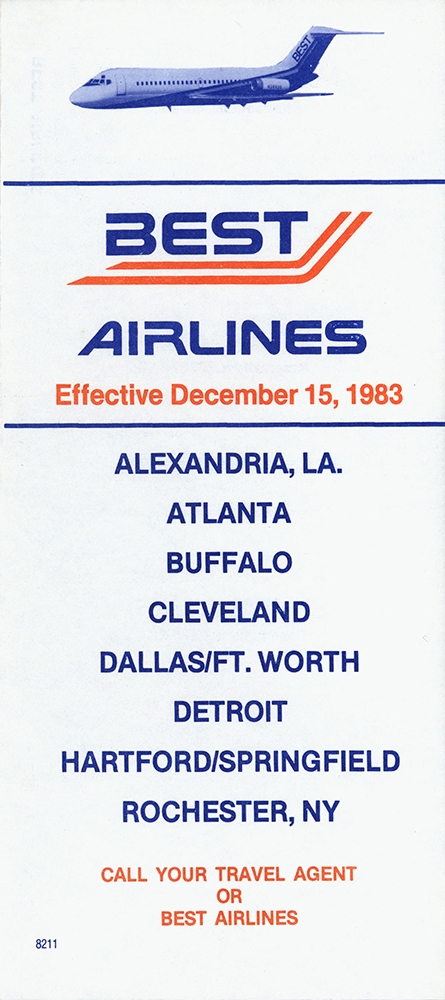 BEST
BEST
AIRLINES
Effective December 15, 1983
ALEXANDRIA, LA.
ATLANTA
BUFFALO
CLEVELAND
DALLAS/FT. WORTH
DETROIT
HARTFORD/SPRINGFIELD
ROCHESTER, NY
CALL YOUR TRAVEL AGENT
OR
BEST AIRLINES
8211